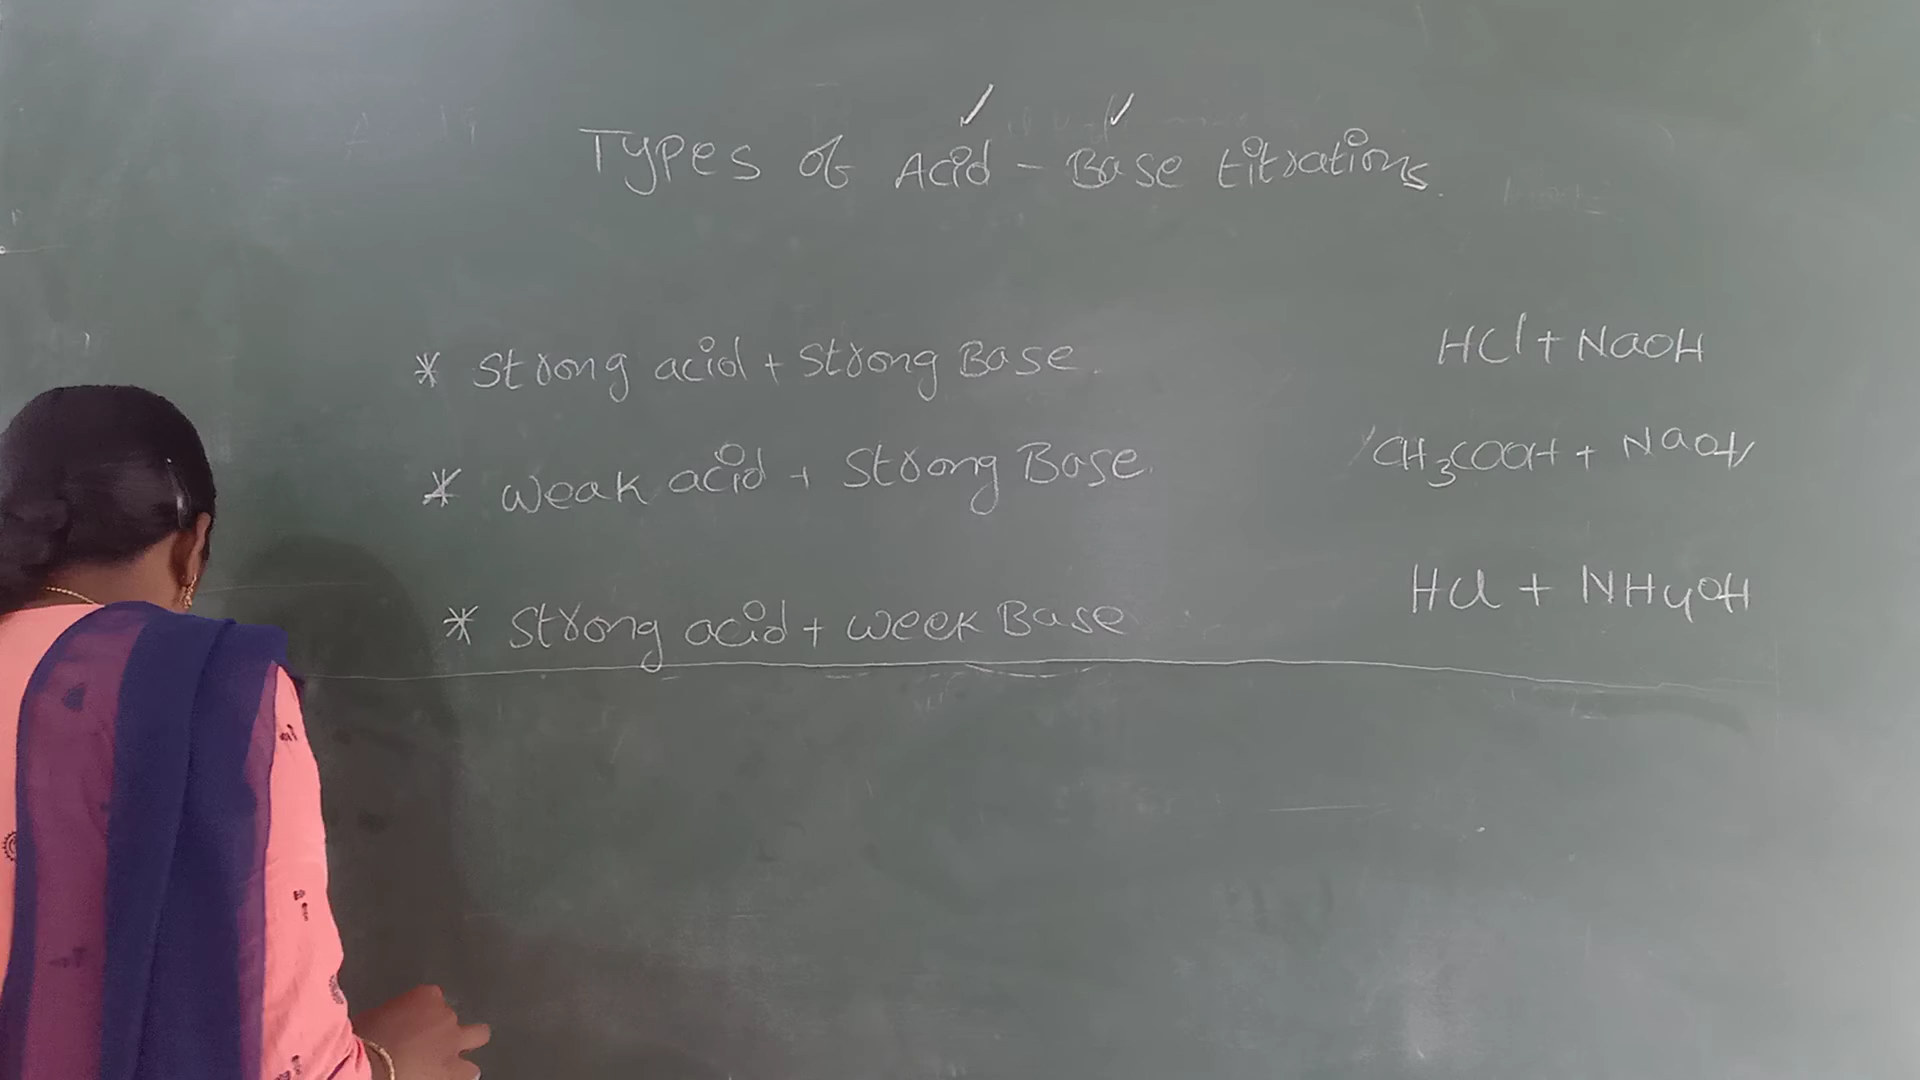 Types of Acid - Base titrations.
* Strong acid + Strong Base. HCl + NaOH
* weak acid + Strong Base. CH3COOH + NaOH
* Strong acid + week Base HCl + NH4OH